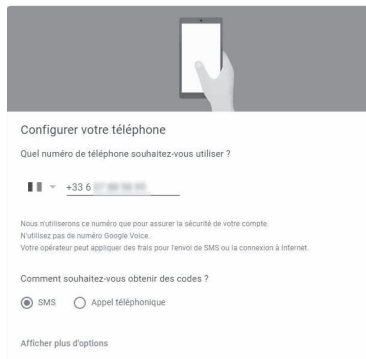 Configurer votre téléphone
Quel numéro de téléphone souhaitez-vous utiliser ?
+33 6
Nous n'utiliserons ce numéro que pour assurer la sécurité de votre compte.
N'utilisez pas de numéro Google Voice.
Votre opérateur peut appliquer des frais pour l'envoi de SMS ou la connexion à Internet.
Comment souhaitez-vous obtenir des codes ?
SMS Appel téléphonique
Afficher plus d'options